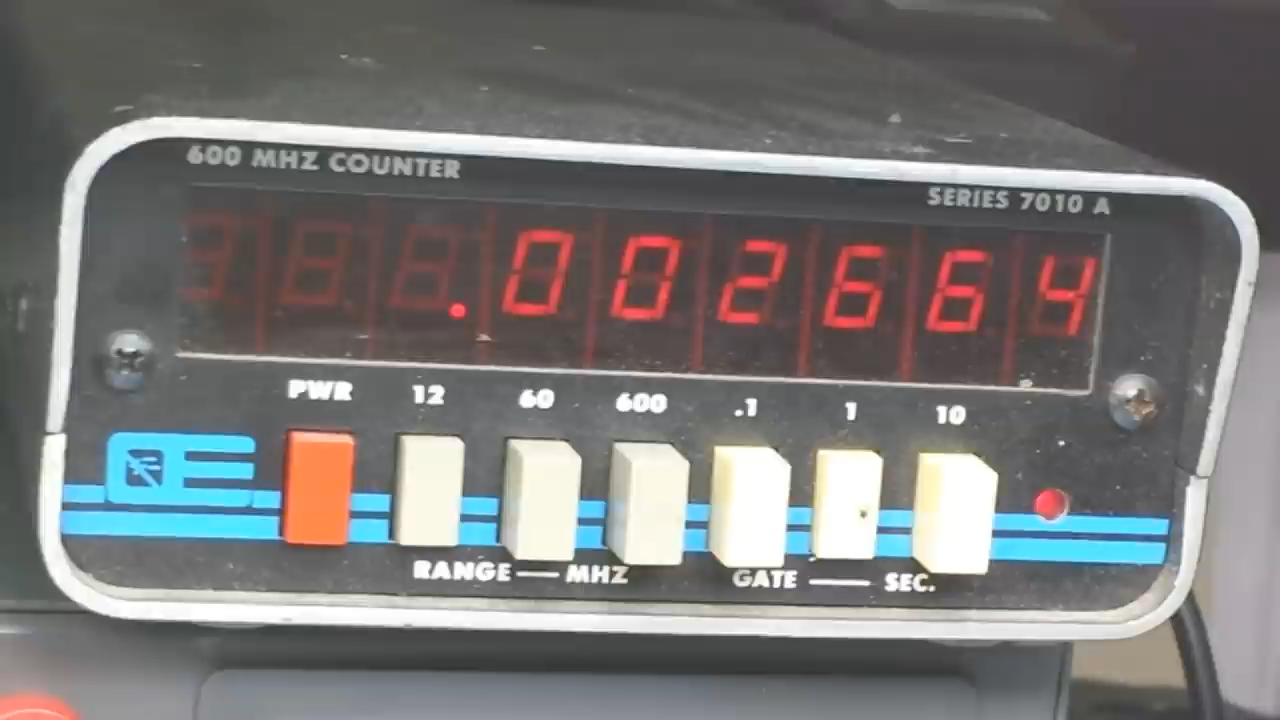 600 MHZ COUNTER
SERIES 7010 A
.002664
PWR 12 60 600 .1 1 10
RANGE — MHZ GATE — SEC.